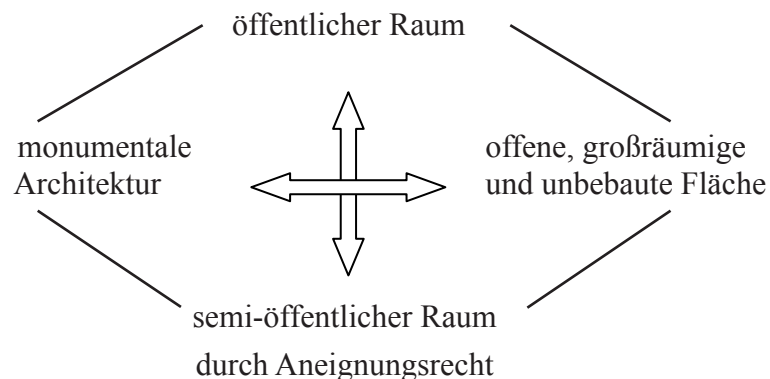 öffentlicher Raum
monumentale
Architektur
offene, großräumige
und unbebaute Fläche
semi-öffentlicher Raum
durch Aneignungsrecht